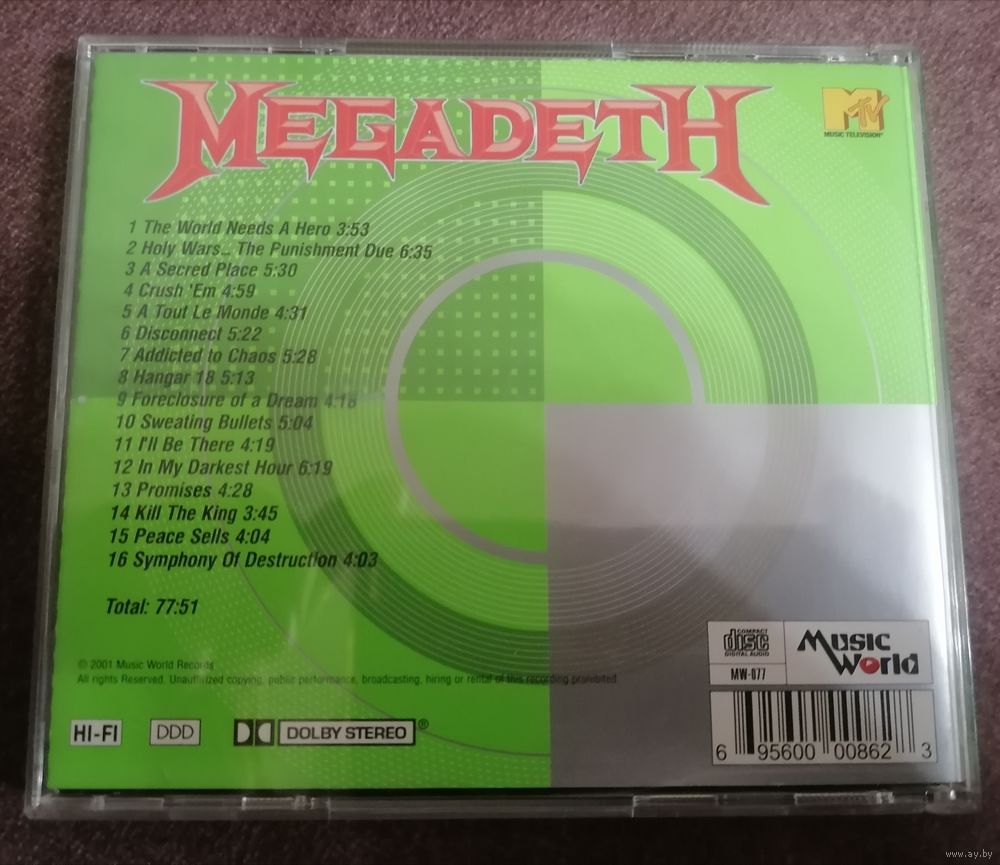 MEGADETH
MTV
MUSIC TELEVISION®
1 The World Needs A Hero 3:53
2 Holy Wars... The Punishment Due 6:35
3 A Secred Place 5:30
4 Crush 'Em 4:59
5 A Tout Le Monde 4:31
6 Disconnect 5:22
7 Addicted to Chaos 5:28
8 Hangar 18 5:13
9 Foreclosure of a Dream 4:18
10 Sweating Bullets 5:04
11 I'll Be There 4:19
12 In My Darkest Hour 6:19
13 Promises 4:28
14 Kill The King 3:45
15 Peace Sells 4:04
16 Symphony Of Destruction 4:03
Total: 77:51
© 2001 Music World Records
All rights Reserved. Unauthorized copying, public performance, broadcasting, hiring or rental of this recording prohibited
HI-FI
DDD
DOLBY STEREO®
COMPACT
disc
DIGITAL AUDIO
MW-077
Music World
6 95600 00862 3
www.ay.by